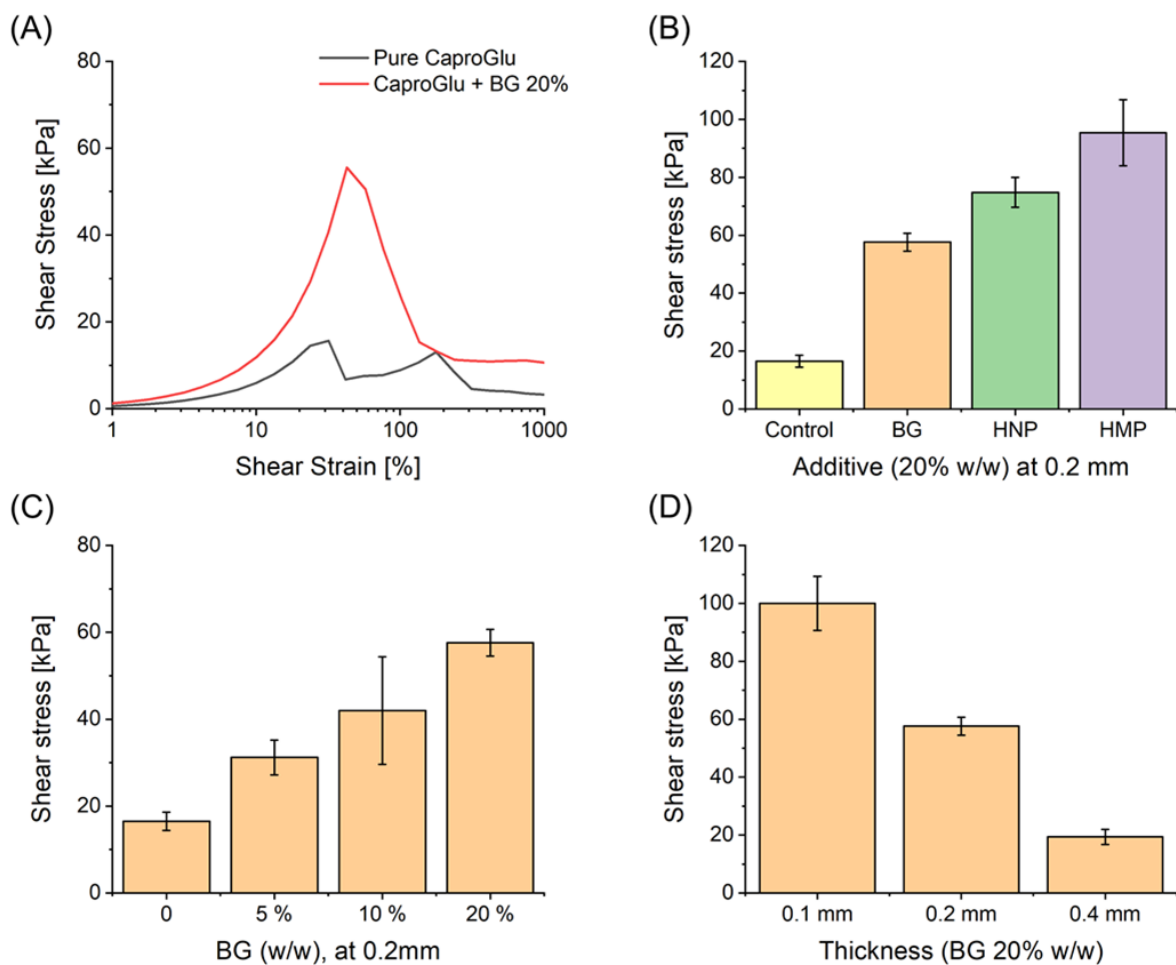 (A)
Pure CaproGlu
CaproGlu + BG 20%
80
60
40
20
0
Shear Stress [kPa]
1
10
100
1000
Shear Strain [%]
(B)
120
100
80
60
40
20
0
Shear stress [kPa]
Control
BG
HNP
HMP
Additive (20% w/w) at 0.2 mm
(C)
80
60
40
20
0
Shear stress [kPa]
0
5 %
10 %
20 %
BG (w/w), at 0.2mm
(D)
120
100
80
60
40
20
0
Shear stress [kPa]
0.1 mm
0.2 mm
0.4 mm
Thickness (BG 20% w/w)